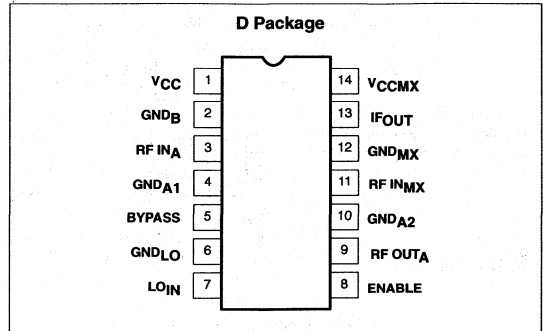 D Package
VCC 1 14 VCCMX
GNDB 2 13 IFOUT
RF INA 3 12 GNDMX
GNDA1 4 11 RF INMX
BYPASS 5 10 GNDA2
GNDLO 6 9 RF OUTA
LOIN 7 8 ENABLE